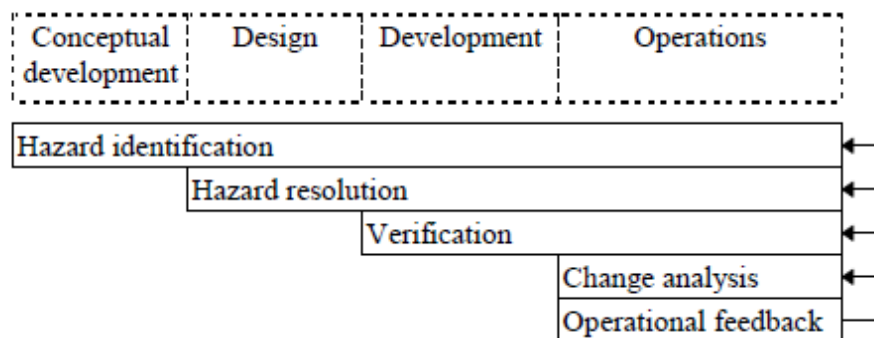 Conceptual
development
Design
Development
Operations
Hazard identification
Hazard resolution
Verification
Change analysis
Operational feedback